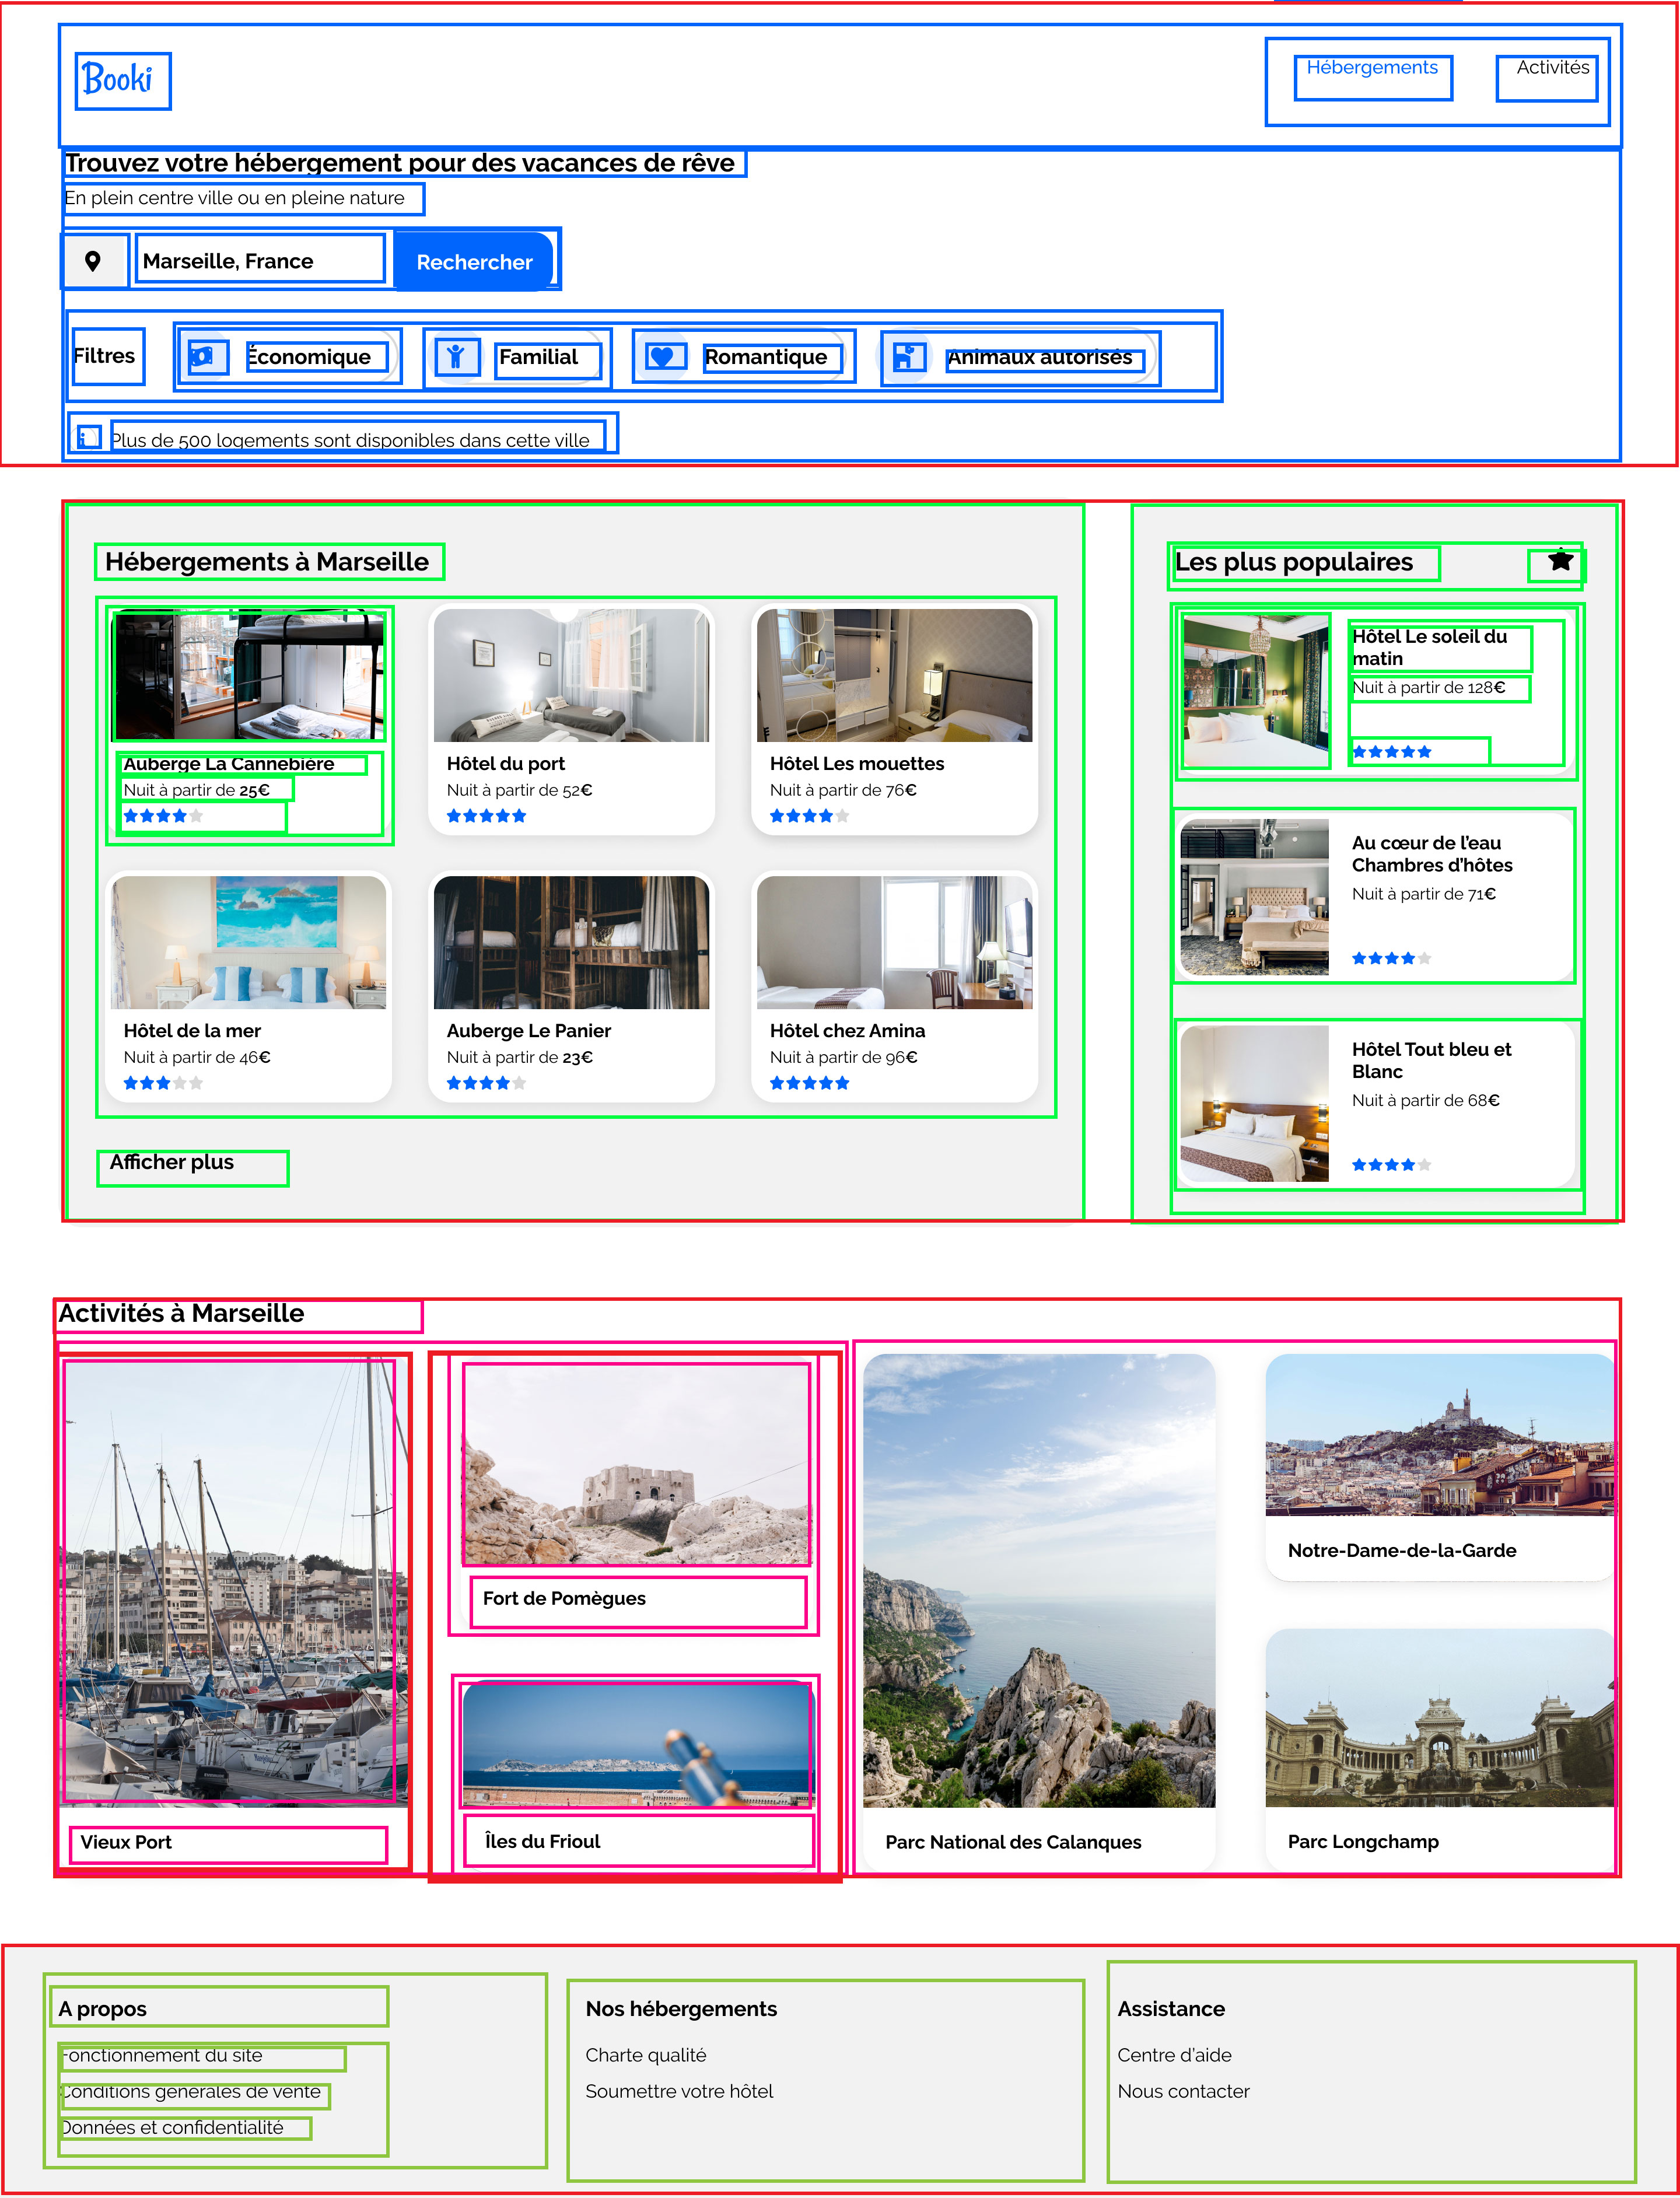 Booki
Hébergements
Activités
Trouvez votre hébergement pour des vacances de rêve
En plein centre ville ou en pleine nature
Marseille, France
Rechercher
Filtres
Économique
Familial
Romantique
Animaux autorisés
Plus de 500 logements sont disponibles dans cette ville
Hébergements à Marseille
Auberge La Cannebière
Nuit à partir de 25€
Hôtel du port
Nuit à partir de 52€
Hôtel Les mouettes
Nuit à partir de 76€
Hôtel de la mer
Nuit à partir de 46€
Auberge Le Panier
Nuit à partir de 23€
Hôtel chez Amina
Nuit à partir de 96€
Afficher plus
Les plus populaires
Hôtel Le soleil du
matin
Nuit à partir de 128€
Au cœur de l’eau
Chambres d’hôtes
Nuit à partir de 71€
Hôtel Tout bleu et
Blanc
Nuit à partir de 68€
Activités à Marseille
Vieux Port
Fort de Pomègues
Îles du Frioul
Parc National des Calanques
Notre-Dame-de-la-Garde
Parc Longchamp
A propos
Fonctionnement du site
Conditions générales de vente
Données et confidentialité
Nos hébergements
Charte qualité
Soumettre votre hôtel
Assistance
Centre d’aide
Nous contacter